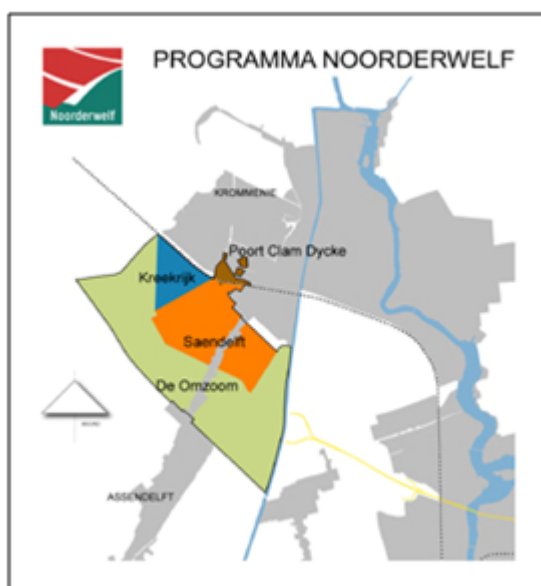 PROGRAMMA NOORDERWELF
Noorderwelf
KROMMENIE
Poort Clam Dycke
Kreekrijk
Saendelft
De Omzoom
ASSENDELFT